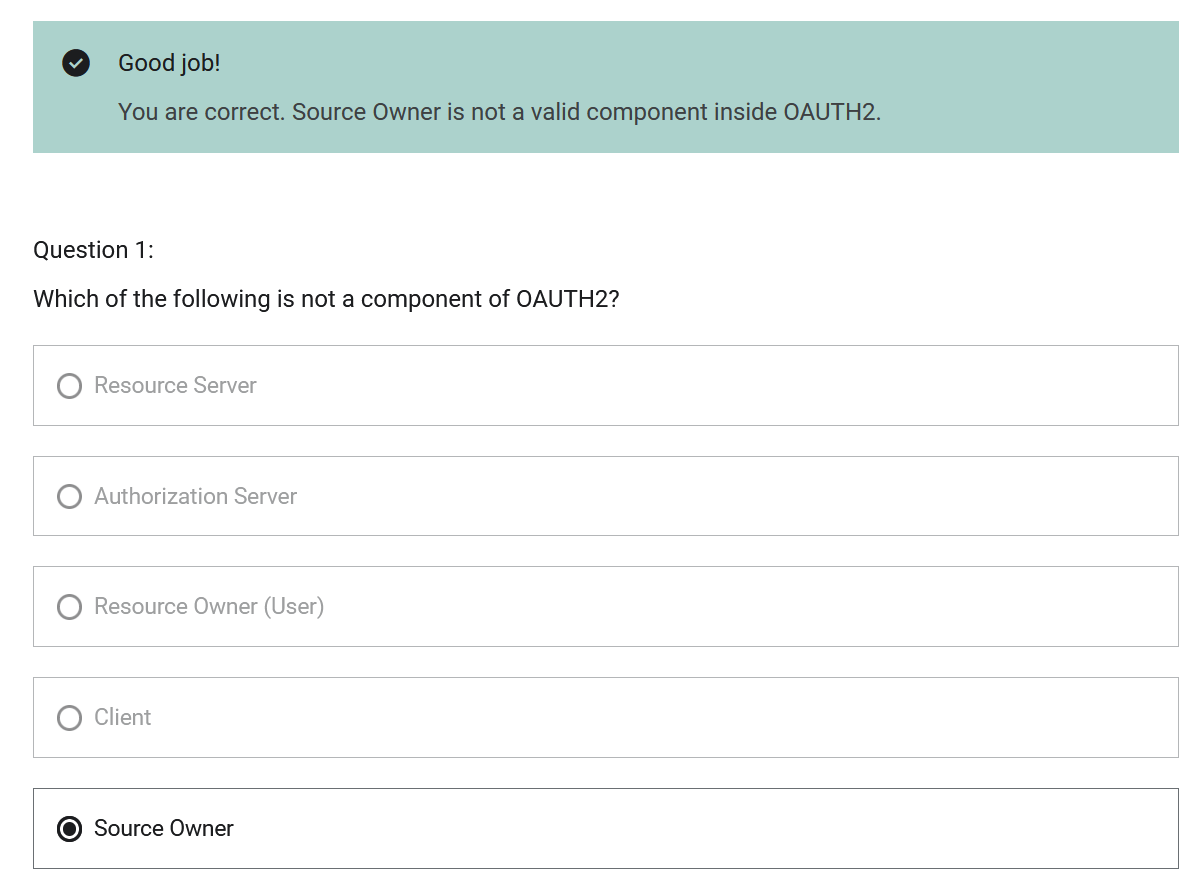 Good job!
You are correct. Source Owner is not a valid component inside OAUTH2.
Question 1:
Which of the following is not a component of OAUTH2?
Resource Server
Authorization Server
Resource Owner (User)
Client
Source Owner